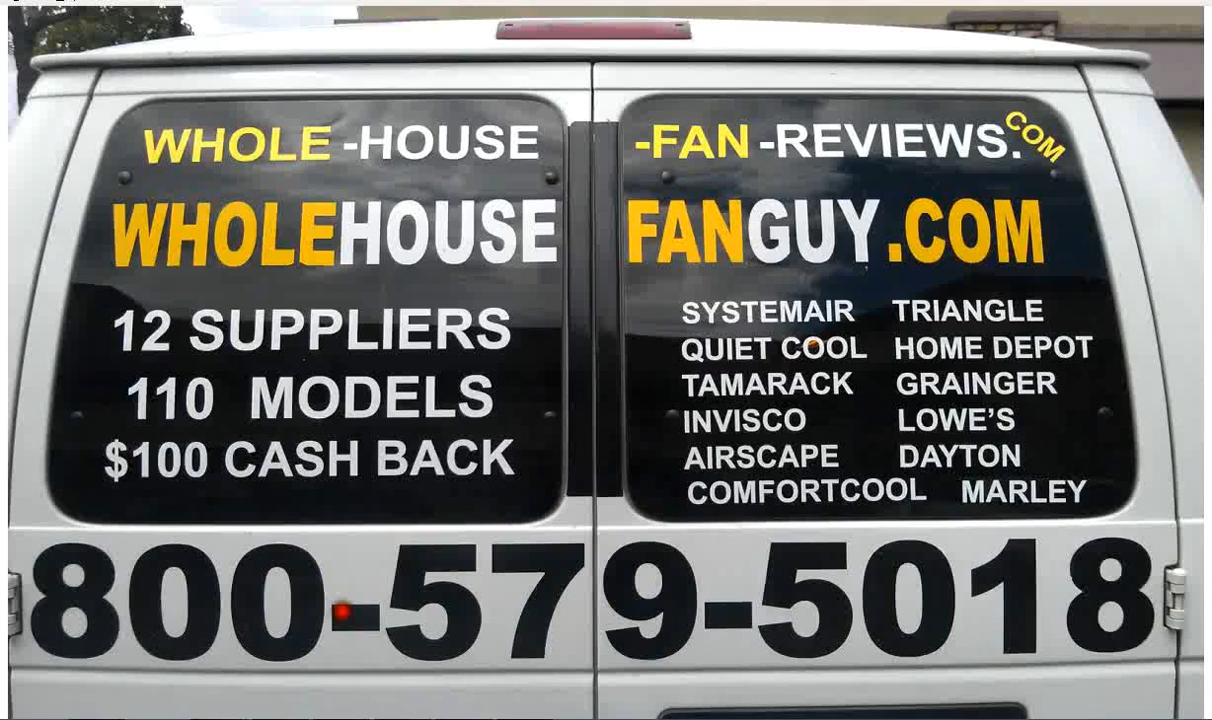 WHOLE-HOUSE-FAN-REVIEWS.COM
WHOLEHOUSE FANGUY.COM
12 SUPPLIERS
110 MODELS
$100 CASH BACK
SYSTEMAIR TRIANGLE
QUIET COOL HOME DEPOT
TAMARACK GRAINGER
INVISCO LOWE'S
AIRSCAPE DAYTON
COMFORTCOOL MARLEY
800-579-5018